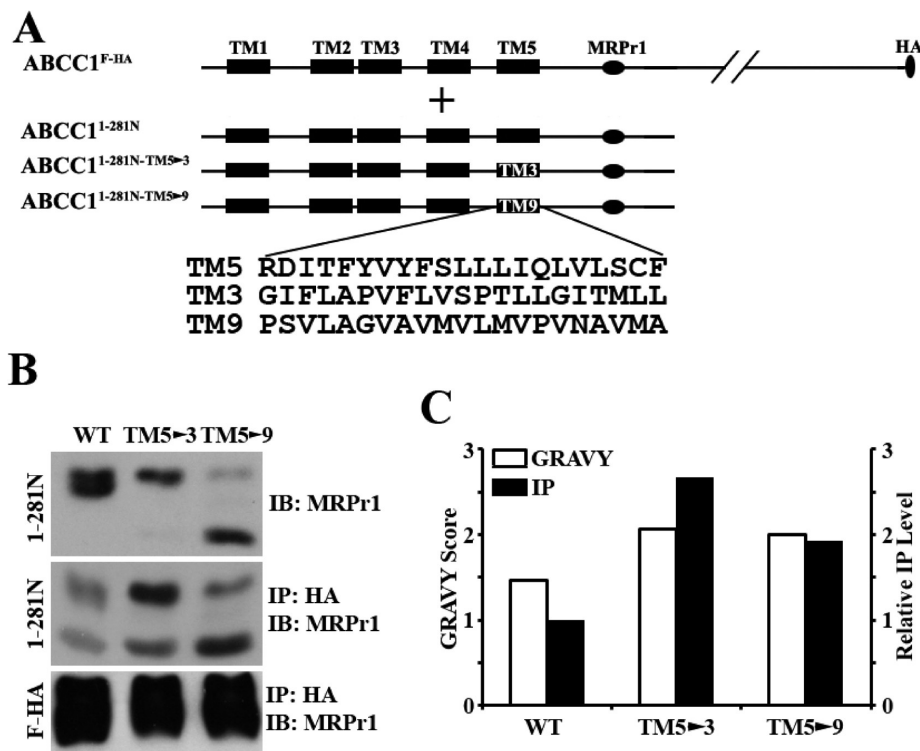 A
TM1 TM2 TM3 TM4 TM5 MRPr1 HA
ABCC1F-HA
+
ABCC11-281N
ABCC11-281N-TM5►3 TM3
ABCC11-281N-TM5►9 TM9
TM5 RDITFYVYFSLLLIQLVLSCF
TM3 GIFLAPVFLVSPTLLGITMLL
TM9 PSVLAGVAVMVLMVPVNAVMA
B
WT TM5►3 TM5►9
1-281N
IB: MRPr1
1-281N
IP: HA
IB: MRPr1
F-HA
IP: HA
IB: MRPr1
C
GRAVY
IP
GRAVY Score
3
2
1
0
Relative IP Level
3
2
1
0
WT TM5►3 TM5►9